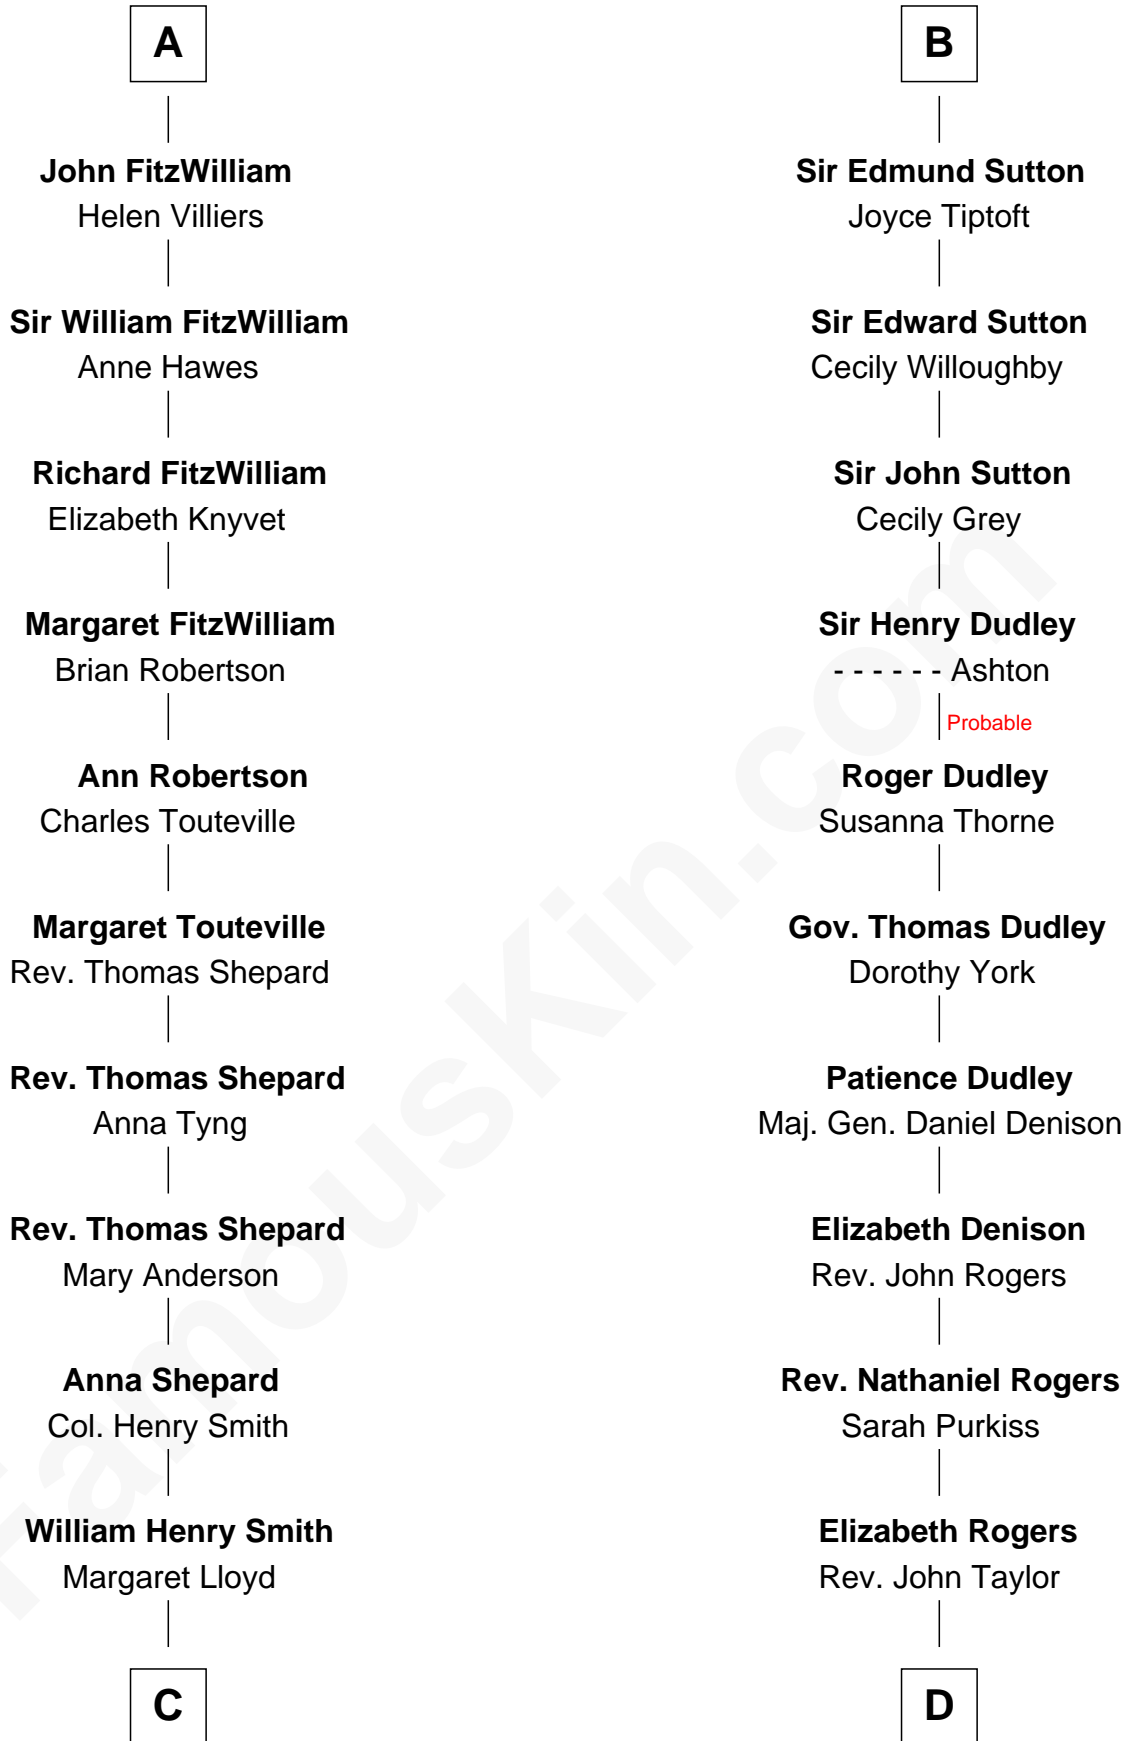 A
John FitzWilliam
Helen Villiers
Sir William FitzWilliam
Anne Hawes
Richard FitzWilliam
Elizabeth Knyvet
Margaret FitzWilliam
Brian Robertson
Ann Robertson
Charles Touteville
Margaret Touteville
Rev. Thomas Shepard
Rev. Thomas Shepard
Anna Tyng
Rev. Thomas Shepard
Mary Anderson
Anna Shepard
Col. Henry Smith
William Henry Smith
Margaret Lloyd
C
B
Sir Edmund Sutton
Joyce Tiptoft
Sir Edward Sutton
Cecily Willoughby
Sir John Sutton
Cecily Grey
Sir Henry Dudley
- - - - - - Ashton
Probable
Roger Dudley
Susanna Thorne
Gov. Thomas Dudley
Dorothy York
Patience Dudley
Maj. Gen. Daniel Denison
Elizabeth Denison
Rev. John Rogers
Rev. Nathaniel Rogers
Sarah Purkiss
Elizabeth Rogers
Rev. John Taylor
D
FamousKin.com